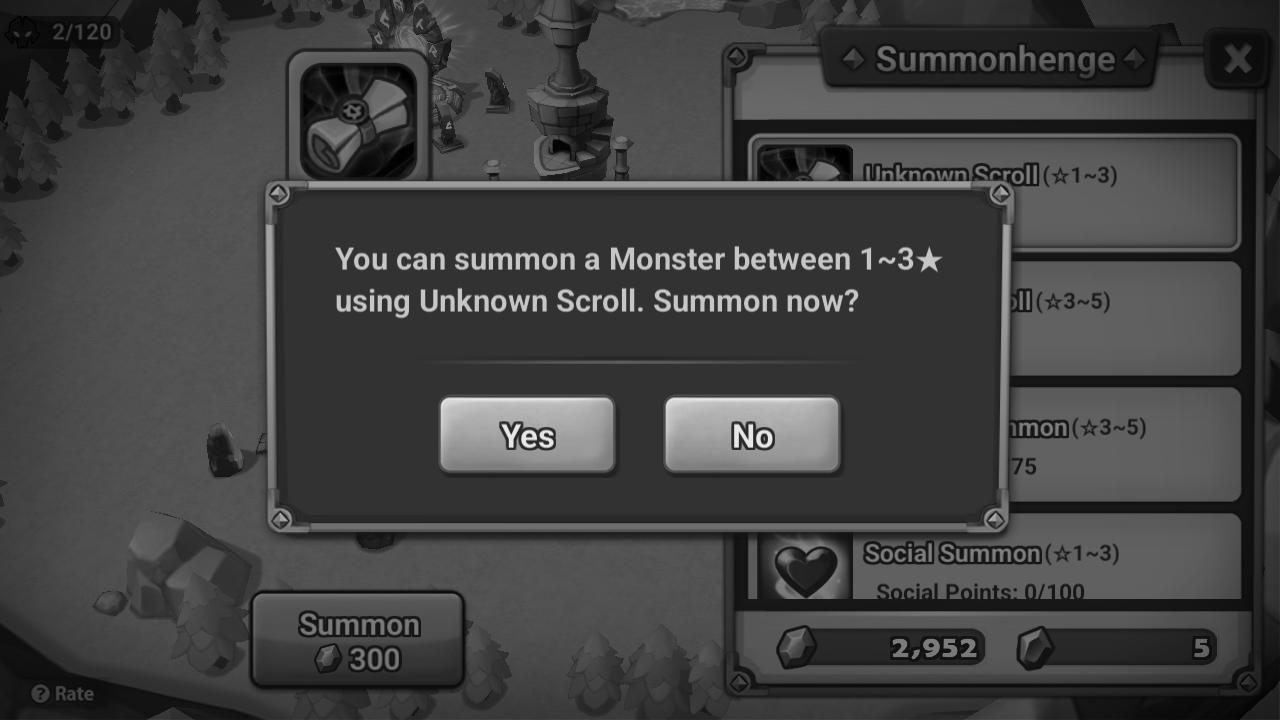 2/120
Summonhenge
X
Unknown Scroll(☆1~3)
You can summon a Monster between 1~3★
using Unknown Scroll. Summon now?
(☆3~5)
(☆3~5)
75
Yes
No
Social Summon(☆1~3)
Social Points: 0/100
Summon
300
2,952
5
? Rate